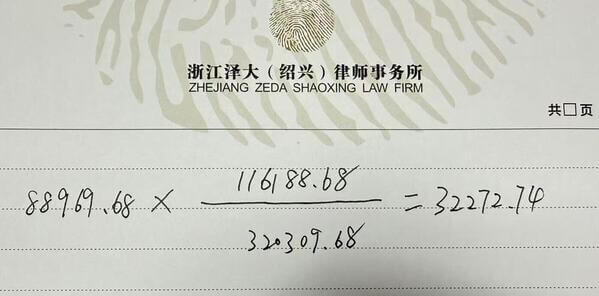 浙江泽大（绍兴）律师事务所
ZHEJIANG ZEDA SHAOXING LAW FIRM
共□页
88969.68 × 116188.68 / 320309.68 = 32272.74